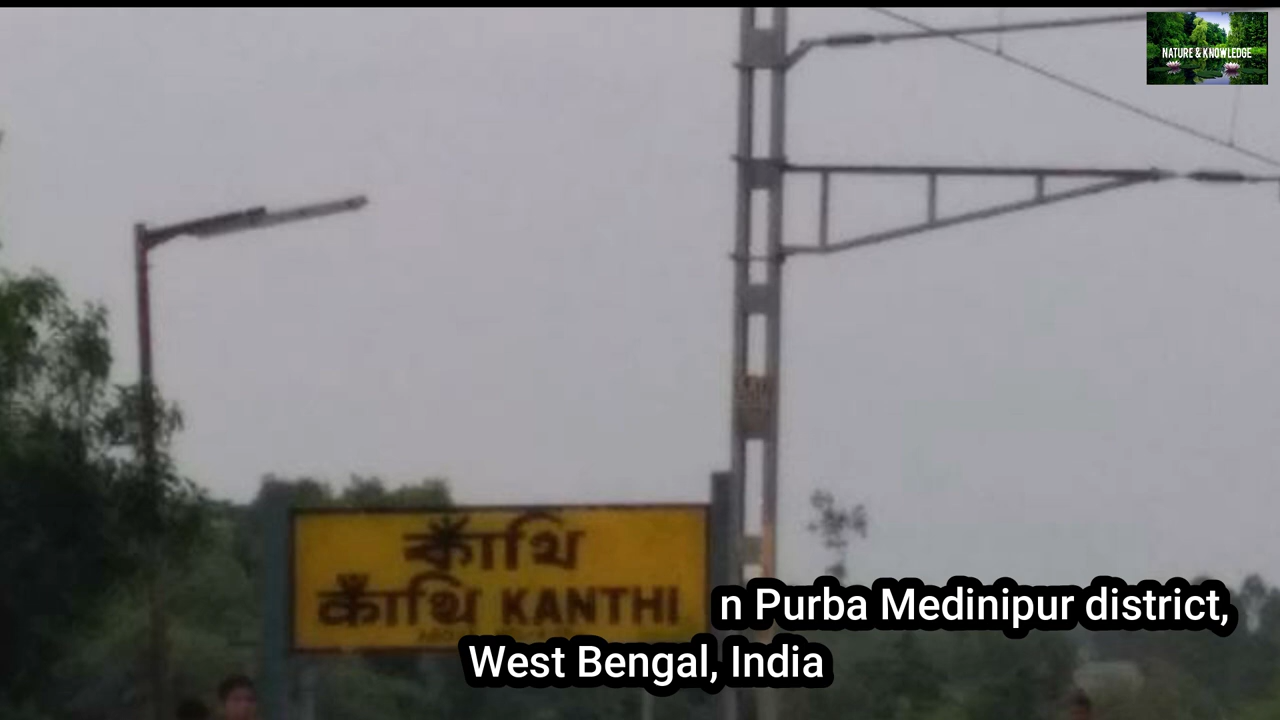 NATURE & KNOWLEDGE
কাঁথি
काँथि KANTHI
n Purba Medinipur district,
West Bengal, India